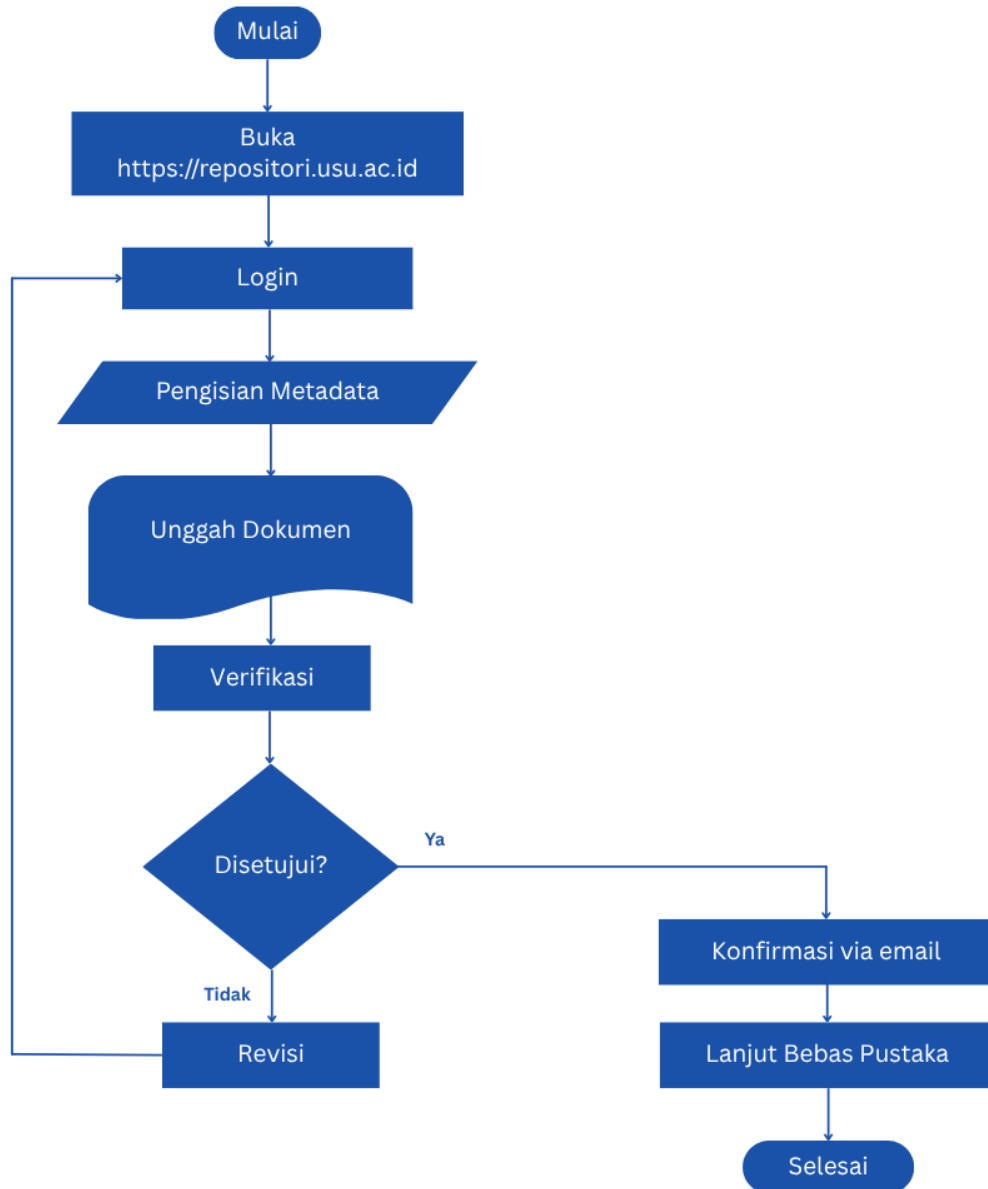 Mulai
Buka
https://repositori.usu.ac.id
Login
Pengisian Metadata
Unggah Dokumen
Verifikasi
Disetujui?
Ya
Tidak
Konfirmasi via email
Revisi
Lanjut Bebas Pustaka
Selesai